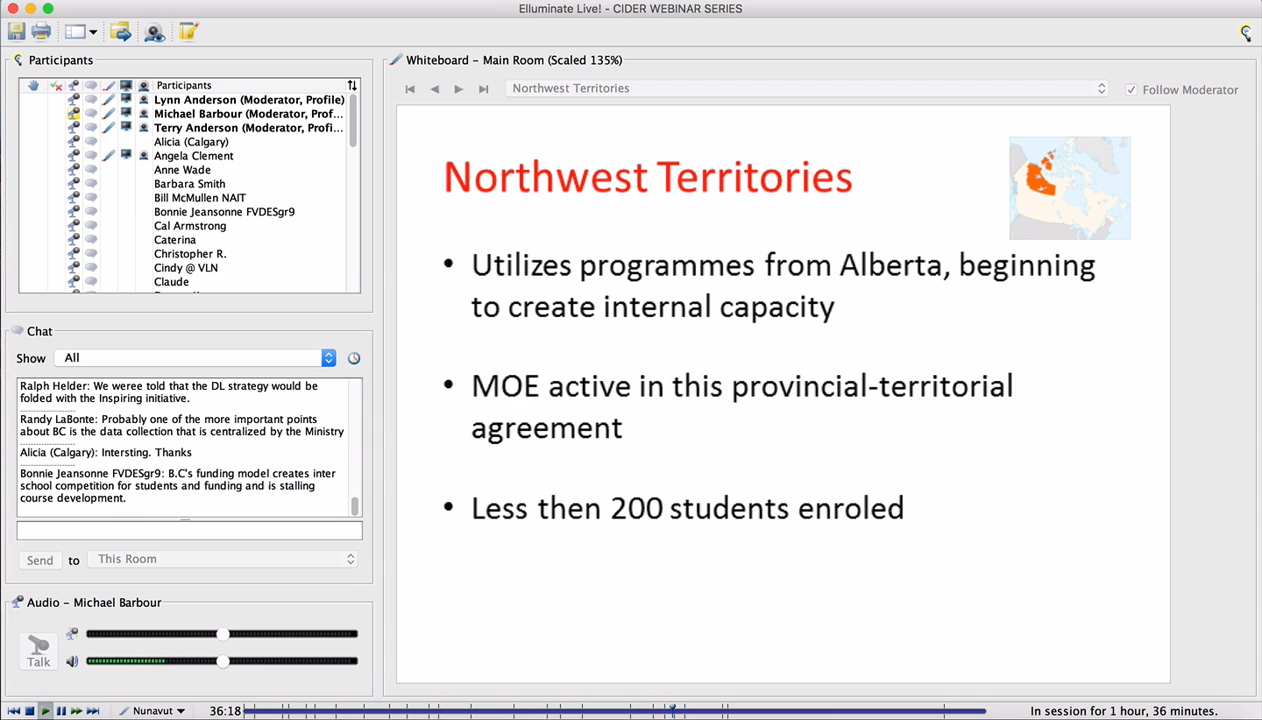 Elluminate Live! - CIDER WEBINAR SERIES
Participants
Participants
Lynn Anderson (Moderator, Profile)
Michael Barbour (Moderator, Prof...
Terry Anderson (Moderator, Profi...
Alicia (Calgary)
Angela Clement
Anne Wade
Barbara Smith
Bill McMullen NAIT
Bonnie Jeansonne FVDESgr9
Cal Armstrong
Caterina
Christopher R.
Cindy @ VLN
Claude
Chat
Show All
Ralph Helder: We weree told that the DL strategy would be
folded with the Inspiring initiative.
Randy LaBonte: Probably one of the more important points
about BC is the data collection that is centralized by the Ministry
Alicia (Calgary): Intersting. Thanks
Bonnie Jeansonne FVDESgr9: B.C's funding model creates inter
school competition for students and funding and is stalling
course development.
Send to This Room
Audio - Michael Barbour
Talk
Whiteboard - Main Room (Scaled 135%)
Northwest Territories
Follow Moderator
Northwest Territories
• Utilizes programmes from Alberta, beginning
to create internal capacity
• MOE active in this provincial-territorial
agreement
• Less then 200 students enroled
Nunavut
36:18
In session for 1 hour, 36 minutes.